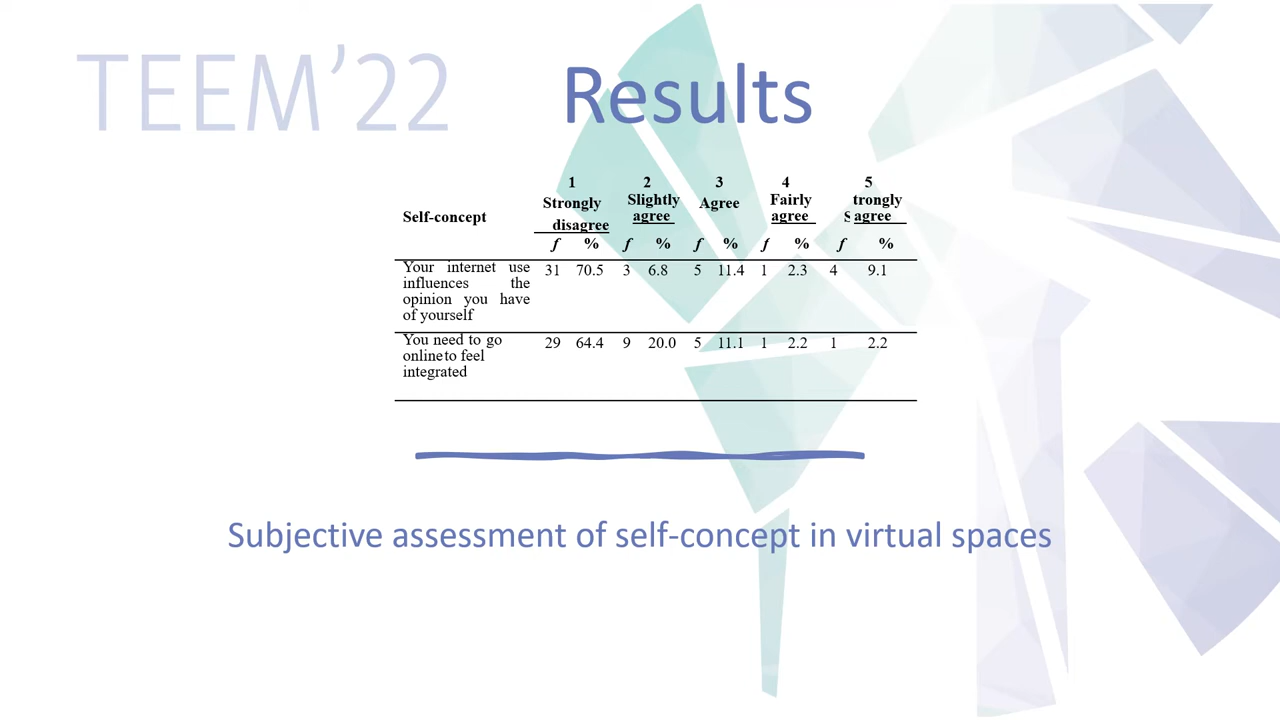 TEEM’22
Results
1 2 3 4 5
Strongly disagree Slightly agree Agree Fairly agree S trongly agree
Self-concept
f % f % f % f % f %
Your internet use 31 70.5 3 6.8 5 11.4 1 2.3 4 9.1
influences the
opinion you have
of yourself
You need to go 29 64.4 9 20.0 5 11.1 1 2.2 1 2.2
online to feel
integrated
Subjective assessment of self-concept in virtual spaces